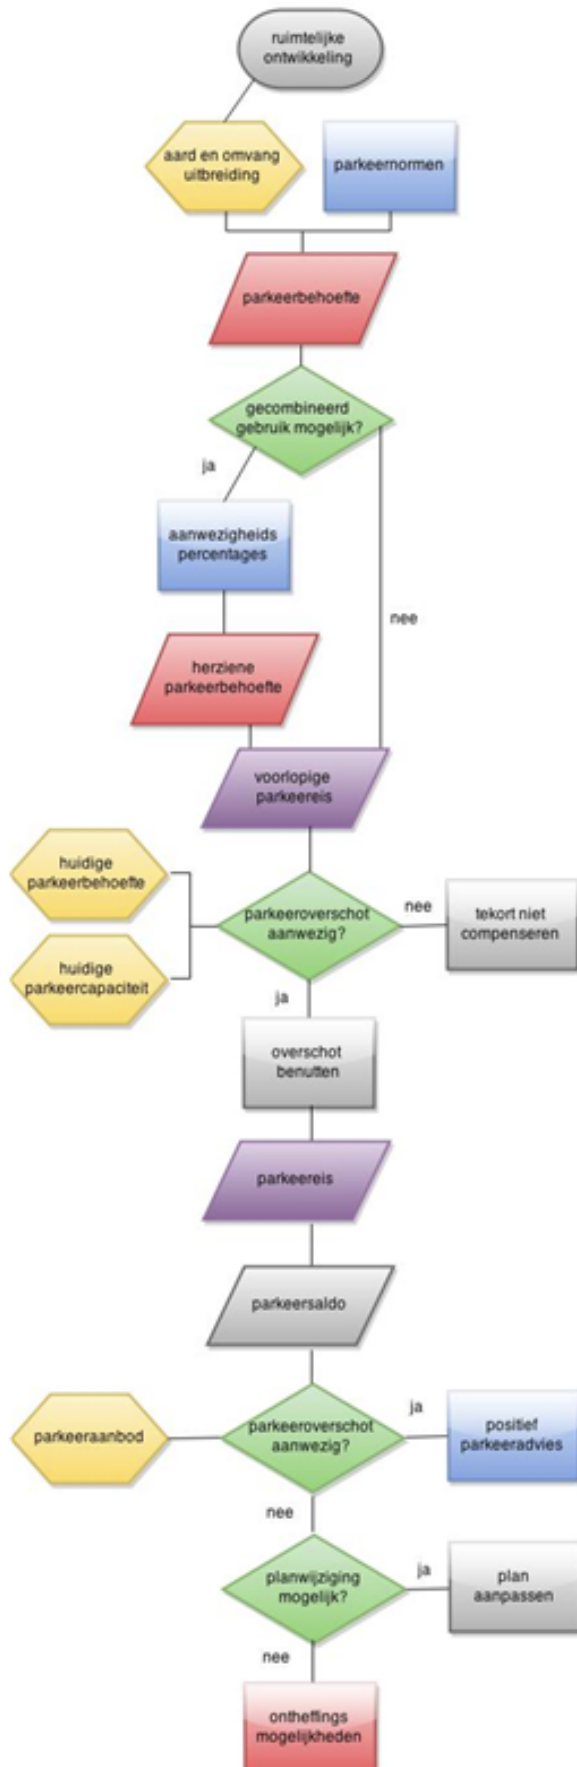 ruimtelijke
ontwikkeling
aard en omvang
uitbreiding
parkeernormen
parkeerbehoefte
gecombineerd
gebruik mogelijk?
ja
aanwezigheids
percentages
nee
herziene
parkeerbehoefte
voorlopige
parkeereis
huidige
parkeerbehoefte
parkeeroverschot
aanwezig?
nee
tekort niet
compenseren
huidige
parkeercapaciteit
ja
overschot
benutten
parkeereis
parkeersaldo
parkeeraanbod
parkeeroverschot
aanwezig?
ja
positief
parkeeradvies
nee
planwijziging
mogelijk?
ja
plan
aanpassen
nee
ontheffings
mogelijkheden